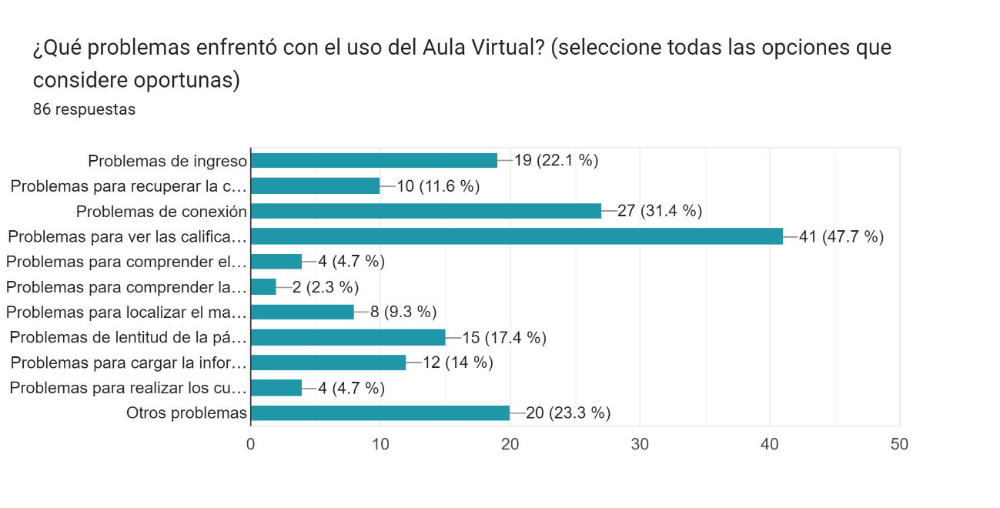 ¿Qué problemas enfrentó con el uso del Aula Virtual? (seleccione todas las opciones que
considere oportunas)
86 respuestas
Problemas de ingreso 19 (22.1 %)
Problemas para recuperar la c… 10 (11.6 %)
Problemas de conexión 27 (31.4 %)
Problemas para ver las califica… 41 (47.7 %)
Problemas para comprender el… 4 (4.7 %)
Problemas para comprender la… 2 (2.3 %)
Problemas para localizar el ma… 8 (9.3 %)
Problemas de lentitud de la pá… 15 (17.4 %)
Problemas para cargar la infor… 12 (14 %)
Problemas para realizar los cu… 4 (4.7 %)
Otros problemas 20 (23.3 %)
0 10 20 30 40 50